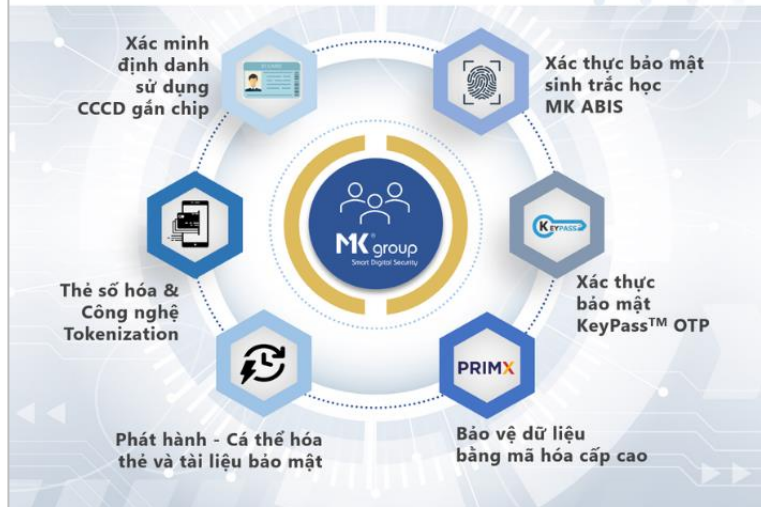 Xác minh
định danh
sử dụng
CCCD gắn chip
Xác thực bảo mật
sinh trắc học
MK ABIS
MK® group
Smart Digital Security
KEYPASS
Thẻ số hóa &
Công nghệ
Tokenization
Xác thực
bảo mật
KeyPass™ OTP
PRIMX
Phát hành - Cá thể hóa
thẻ và tài liệu bảo mật
Bảo vệ dữ liệu
bằng mã hóa cấp cao